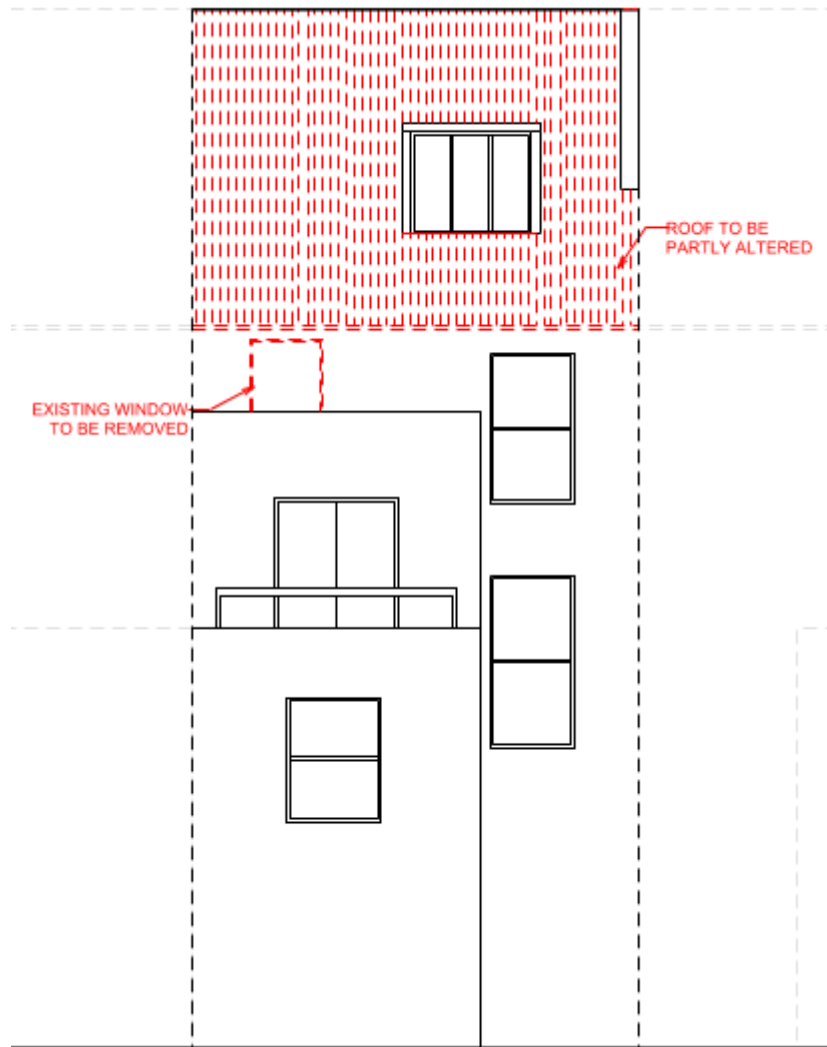 ROOF TO BE
PARTLY ALTERED
EXISTING WINDOW
TO BE REMOVED